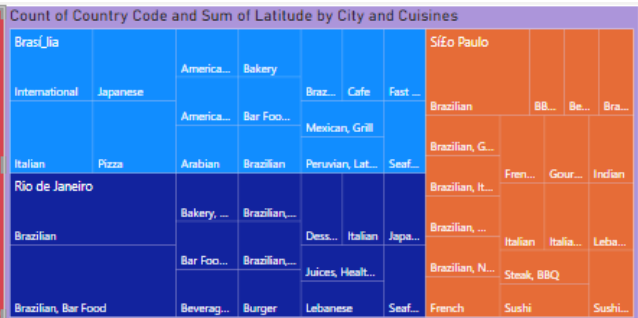 Count of Country Code and Sum of Latitude by City and Cuisines
Brasí_lia
International
Japanese
America...
Bakery
Braz...
Cafe
Fast ...
America...
Bar Foo...
Mexican, Grill
Italian
Pizza
Arabian
Brazilian
Peruvian, Lat...
Seaf...
Rio de Janeiro
Brazilian
Bakery, ...
Brazilian,...
Dess...
Italian
Japa...
Bar Foo...
Brazilian,...
Juices, Healt...
Brazilian, Bar Food
Beverag...
Burger
Lebanese
Seaf...
Sí£o Paulo
Brazilian
BB...
Be...
Bra...
Brazilian, G...
Fren...
Gour...
Indian
Brazilian, It...
Brazilian, ...
Italian
Italia...
Leba...
Brazilian, N...
Steak, BBQ
French
Sushi
Sushi...